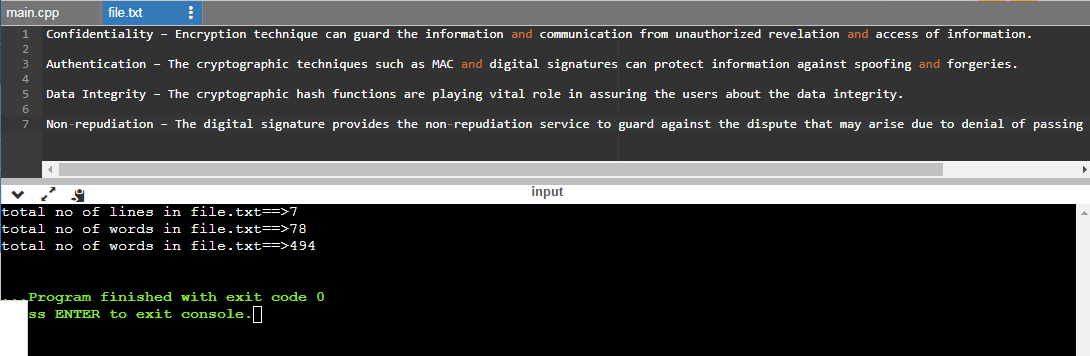 main.cpp file.txt
1 Confidentiality – Encryption technique can guard the information and communication from unauthorized revelation and access of information.
2
3 Authentication – The cryptographic techniques such as MAC and digital signatures can protect information against spoofing and forgeries.
4
5 Data Integrity – The cryptographic hash functions are playing vital role in assuring the users about the data integrity.
6
7 Non-repudiation – The digital signature provides the non-repudiation service to guard against the dispute that may arise due to denial of passing
input
total no of lines in file.txt==>7
total no of words in file.txt==>78
total no of words in file.txt==>494
...Program finished with exit code 0
ss ENTER to exit console.